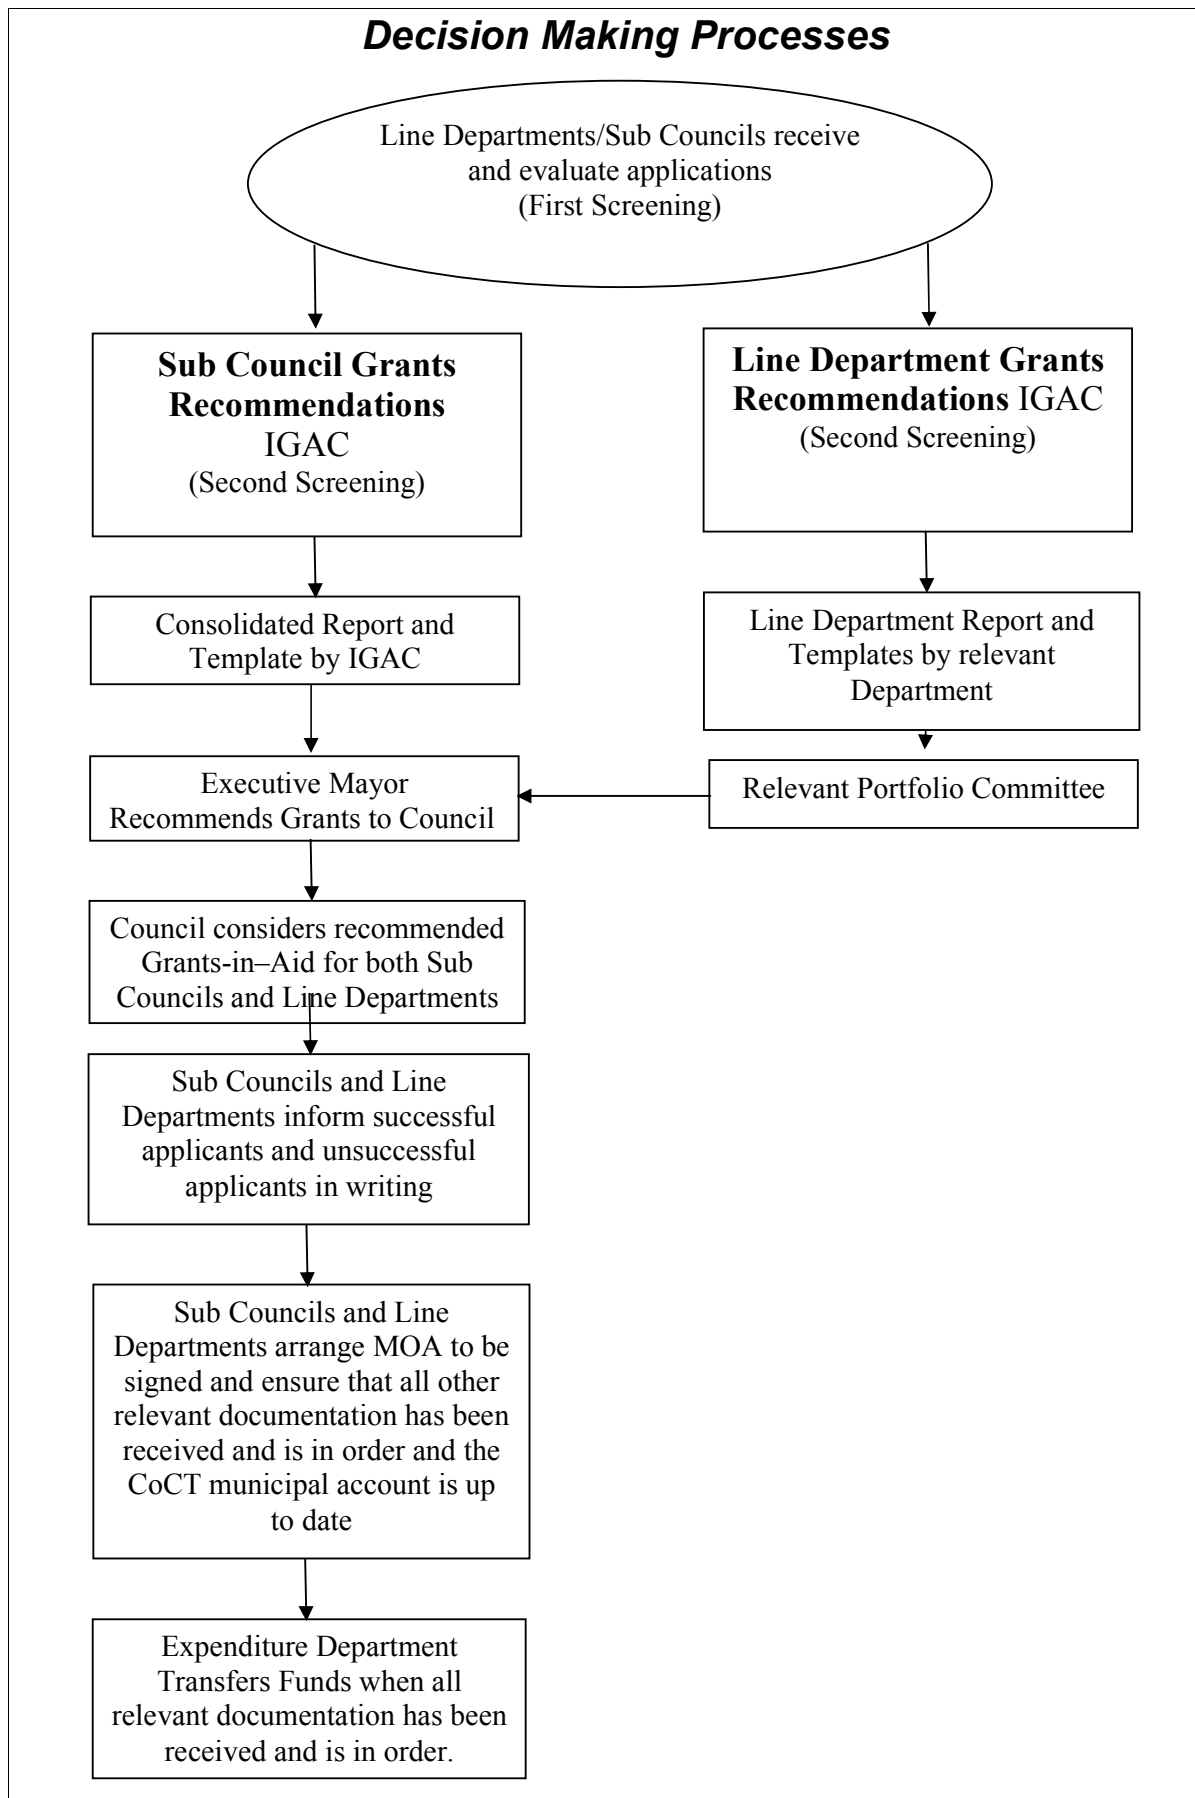 Decision Making Processes
Line Departments/Sub Councils receive
and evaluate applications
(First Screening)
Sub Council Grants
Recommendations
IGAC
(Second Screening)
Line Department Grants
Recommendations IGAC
(Second Screening)
Consolidated Report and
Template by IGAC
Line Department Report and
Templates by relevant
Department
Executive Mayor
Recommends Grants to Council
Relevant Portfolio Committee
Council considers recommended
Grants-in–Aid for both Sub
Councils and Line Departments
Sub Councils and Line
Departments inform successful
applicants and unsuccessful
applicants in writing
Sub Councils and Line
Departments arrange MOA to be
signed and ensure that all other
relevant documentation has been
received and is in order and the
CoCT municipal account is up
to date
Expenditure Department
Transfers Funds when all
relevant documentation has been
received and is in order.